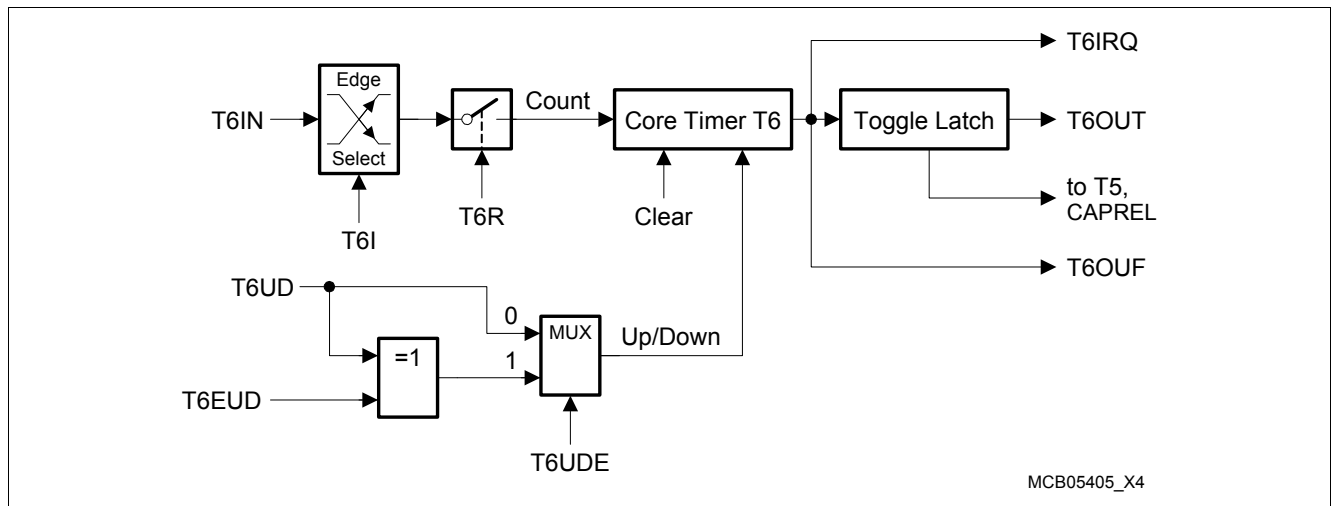 T6IRQ
Edge
Select
T6IN
Count
Core Timer T6
Toggle Latch
T6OUT
T6I
T6R
Clear
to T5,
CAPREL
T6OUF
T6UD
0
MUX
Up/Down
=1
1
T6EUD
T6UDE
MCB05405_X4